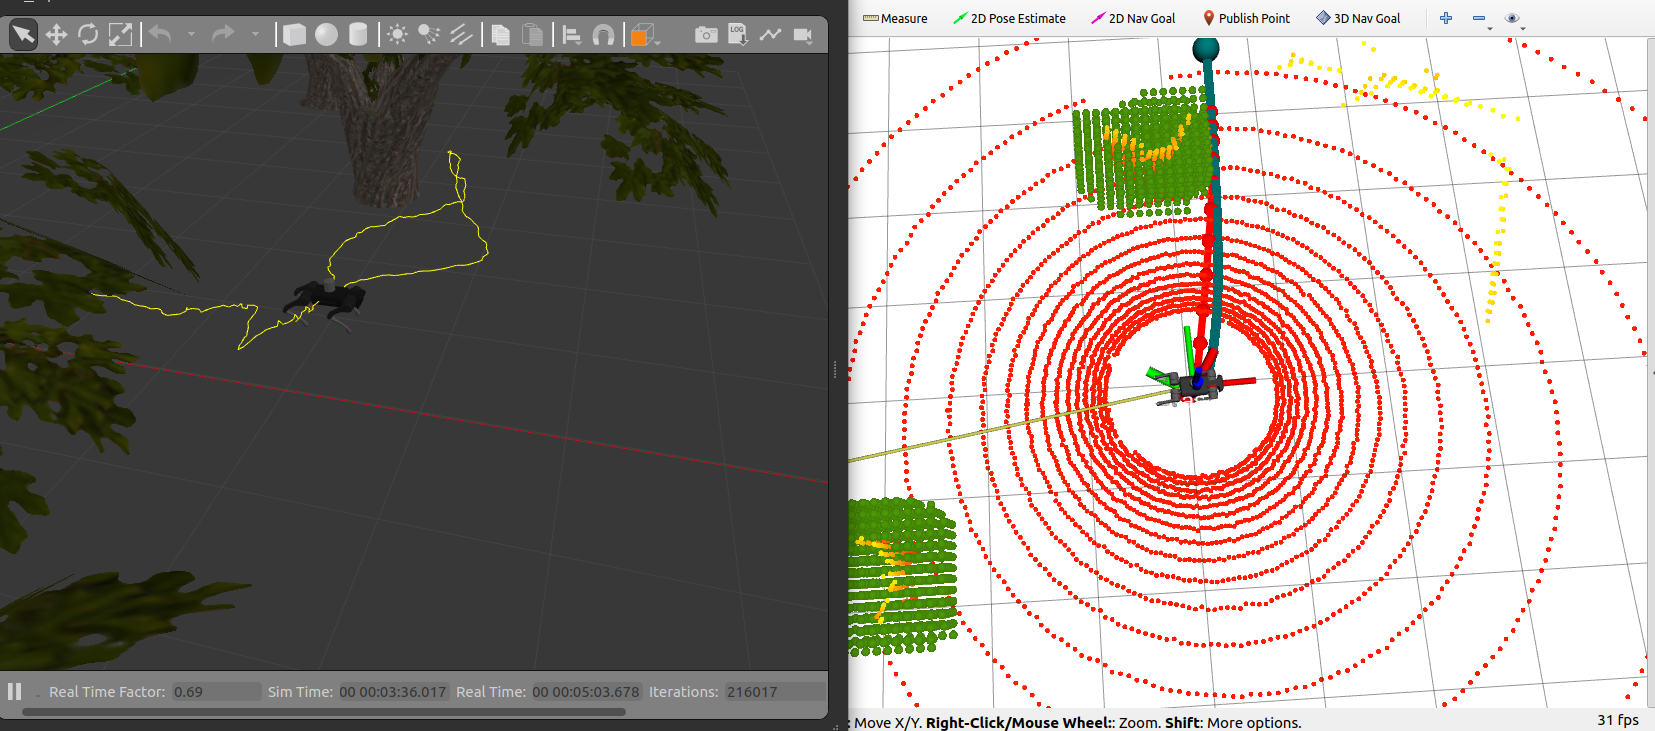 Measure 2D Pose Estimate 2D Nav Goal Publish Point 3D Nav Goal
LOG
Real Time Factor: 0.69 Sim Time: 00 00:03:36.017 Real Time: 00 00:05:03.678 Iterations: 216017
: Move X/Y. Right-Click/Mouse Wheel:: Zoom. Shift: More options. 31 fps